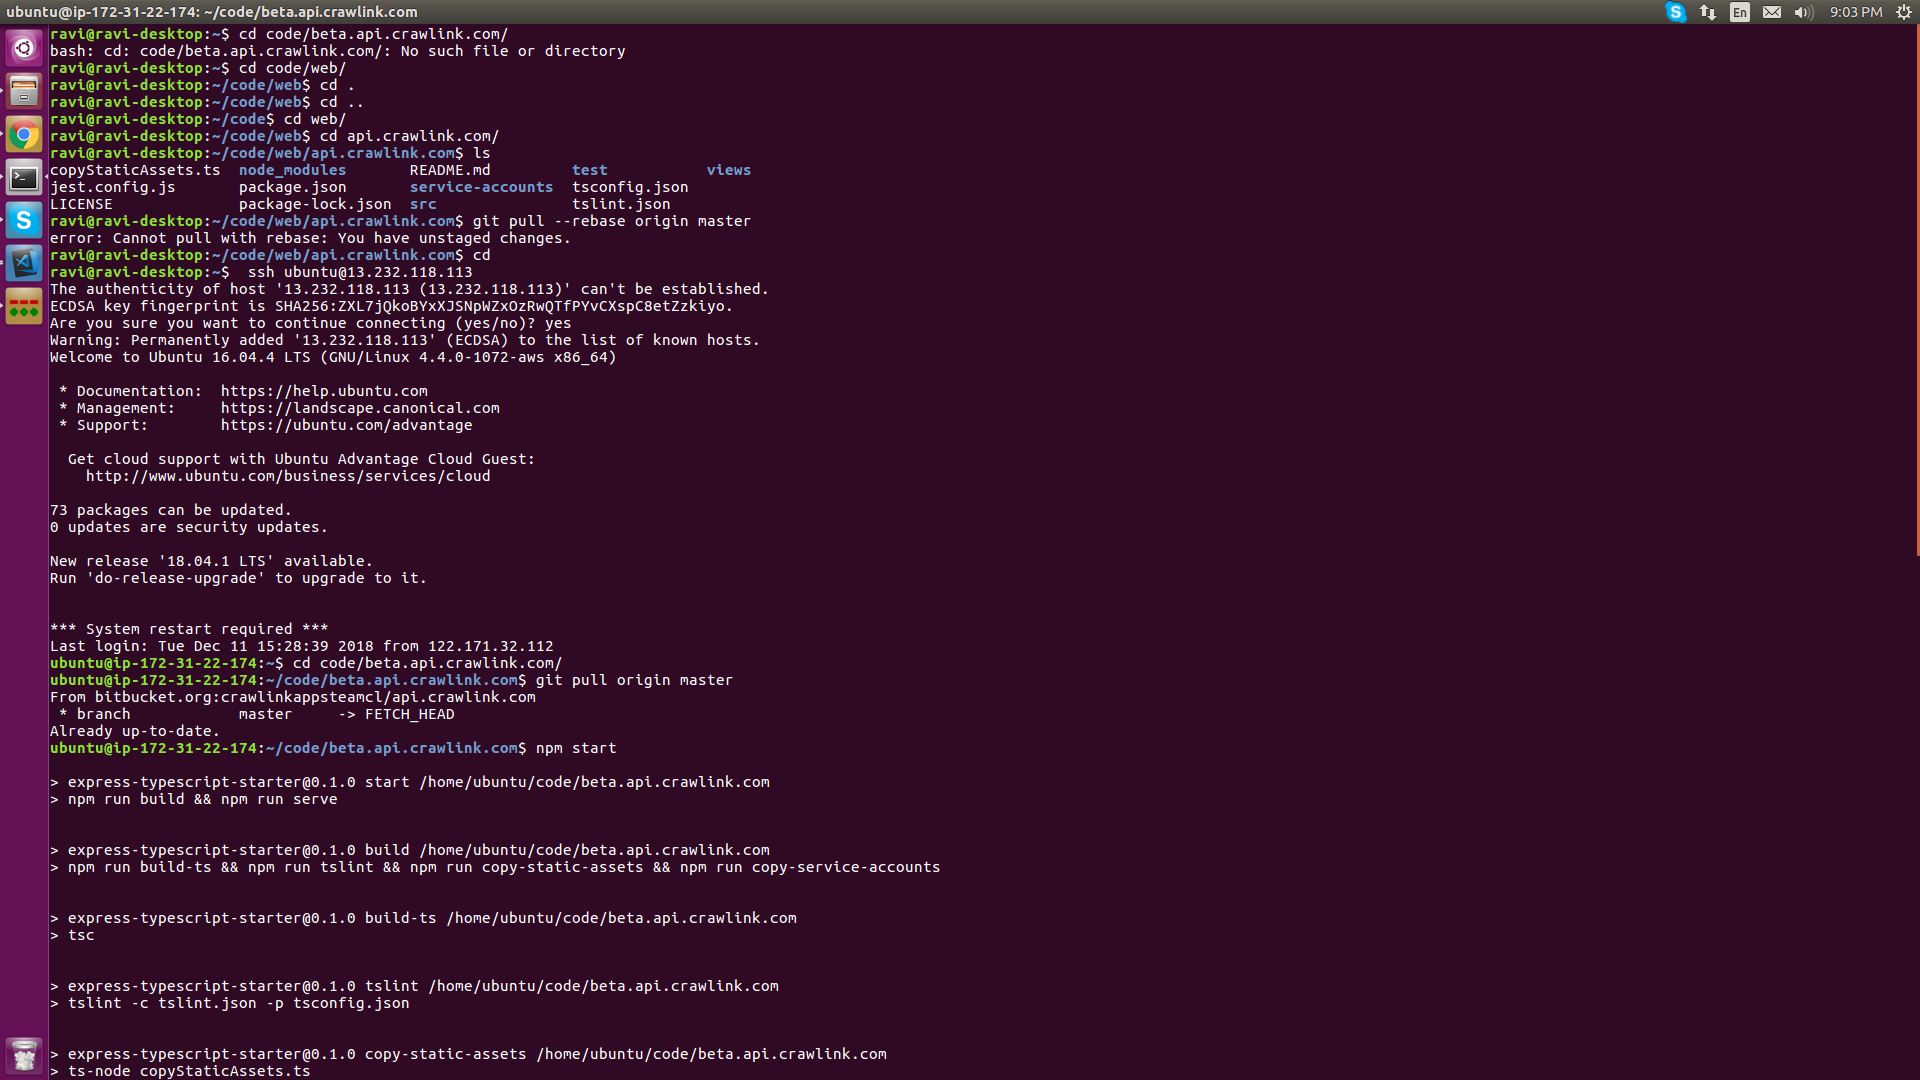 ubuntu@ip-172-31-22-174: ~/code/beta.api.crawlink.com
En
9:03 PM
ravi@ravi-desktop:~$ cd code/beta.api.crawlink.com/
bash: cd: code/beta.api.crawlink.com/: No such file or directory
ravi@ravi-desktop:~$ cd code/web/
ravi@ravi-desktop:~/code/web$ cd .
ravi@ravi-desktop:~/code/web$ cd ..
ravi@ravi-desktop:~/code$ cd web/
ravi@ravi-desktop:~/code/web$ cd api.crawlink.com/
ravi@ravi-desktop:~/code/web/api.crawlink.com$ ls
copyStaticAssets.ts  node_modules       README.md         test           views
jest.config.js       package.json       service-accounts  tsconfig.json
LICENSE              package-lock.json  src               tslint.json
ravi@ravi-desktop:~/code/web/api.crawlink.com$ git pull --rebase origin master
error: Cannot pull with rebase: You have unstaged changes.
ravi@ravi-desktop:~/code/web/api.crawlink.com$ cd
ravi@ravi-desktop:~$  ssh ubuntu@13.232.118.113
The authenticity of host '13.232.118.113 (13.232.118.113)' can't be established.
ECDSA key fingerprint is SHA256:ZXL7jQkoBYxXJSNpWZxOzRwQTfPYvCXspC8etZzkiyo.
Are you sure you want to continue connecting (yes/no)? yes
Warning: Permanently added '13.232.118.113' (ECDSA) to the list of known hosts.
Welcome to Ubuntu 16.04.4 LTS (GNU/Linux 4.4.0-1072-aws x86_64)
 * Documentation:  https://help.ubuntu.com
 * Management:     https://landscape.canonical.com
 * Support:        https://ubuntu.com/advantage
  Get cloud support with Ubuntu Advantage Cloud Guest:
    http://www.ubuntu.com/business/services/cloud
73 packages can be updated.
0 updates are security updates.
New release '18.04.1 LTS' available.
Run 'do-release-upgrade' to upgrade to it.
*** System restart required ***
Last login: Tue Dec 11 15:28:39 2018 from 122.171.32.112
ubuntu@ip-172-31-22-174:~$ cd code/beta.api.crawlink.com/
ubuntu@ip-172-31-22-174:~/code/beta.api.crawlink.com$ git pull origin master
From bitbucket.org:crawlinkappsteamcl/api.crawlink.com
 * branch            master     -> FETCH_HEAD
Already up-to-date.
ubuntu@ip-172-31-22-174:~/code/beta.api.crawlink.com$ npm start
> express-typescript-starter@0.1.0 start /home/ubuntu/code/beta.api.crawlink.com
> npm run build && npm run serve
> express-typescript-starter@0.1.0 build /home/ubuntu/code/beta.api.crawlink.com
> npm run build-ts && npm run tslint && npm run copy-static-assets && npm run copy-service-accounts
> express-typescript-starter@0.1.0 build-ts /home/ubuntu/code/beta.api.crawlink.com
> tsc
> express-typescript-starter@0.1.0 tslint /home/ubuntu/code/beta.api.crawlink.com
> tslint -c tslint.json -p tsconfig.json
> express-typescript-starter@0.1.0 copy-static-assets /home/ubuntu/code/beta.api.crawlink.com
> ts-node copyStaticAssets.ts